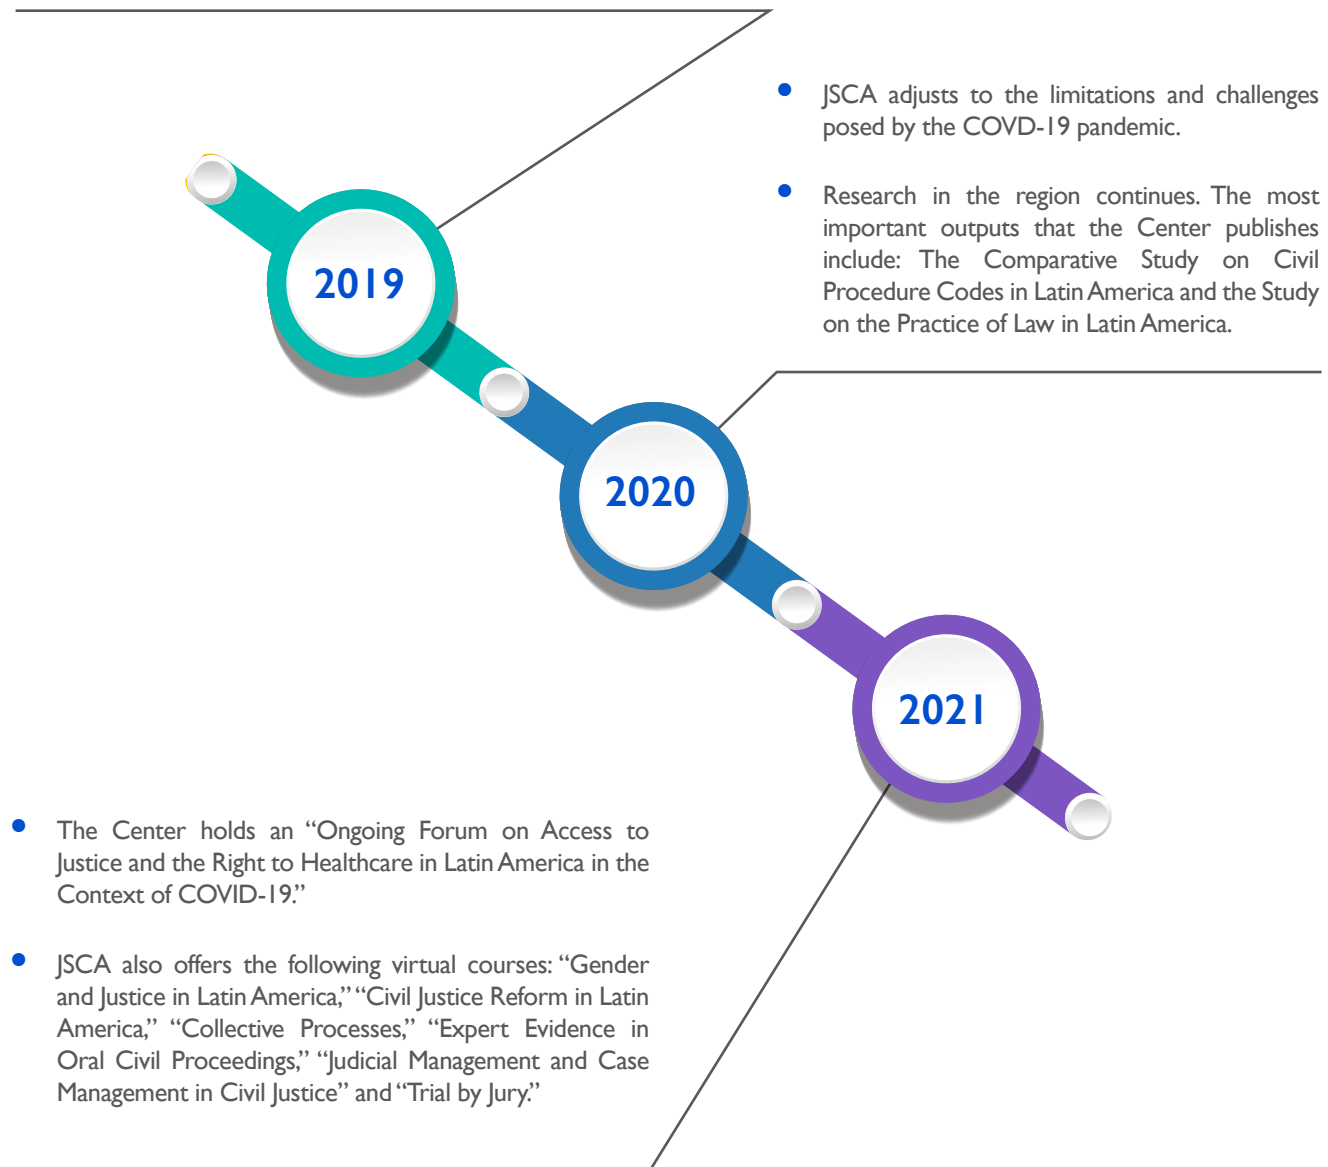 JSCA adjusts to the limitations and challenges
posed by the COVD-19 pandemic.
Research in the region continues. The most
important outputs that the Center publishes
include: The Comparative Study on Civil
Procedure Codes in Latin America and the Study
on the Practice of Law in Latin America.
2019
2020
2021
The Center holds an “Ongoing Forum on Access to
Justice and the Right to Healthcare in Latin America in the
Context of COVID-19.”
JSCA also offers the following virtual courses: “Gender
and Justice in Latin America,” “Civil Justice Reform in Latin
America,” “Collective Processes,” “Expert Evidence in
Oral Civil Proceedings,” “Judicial Management and Case
Management in Civil Justice” and “Trial by Jury.”